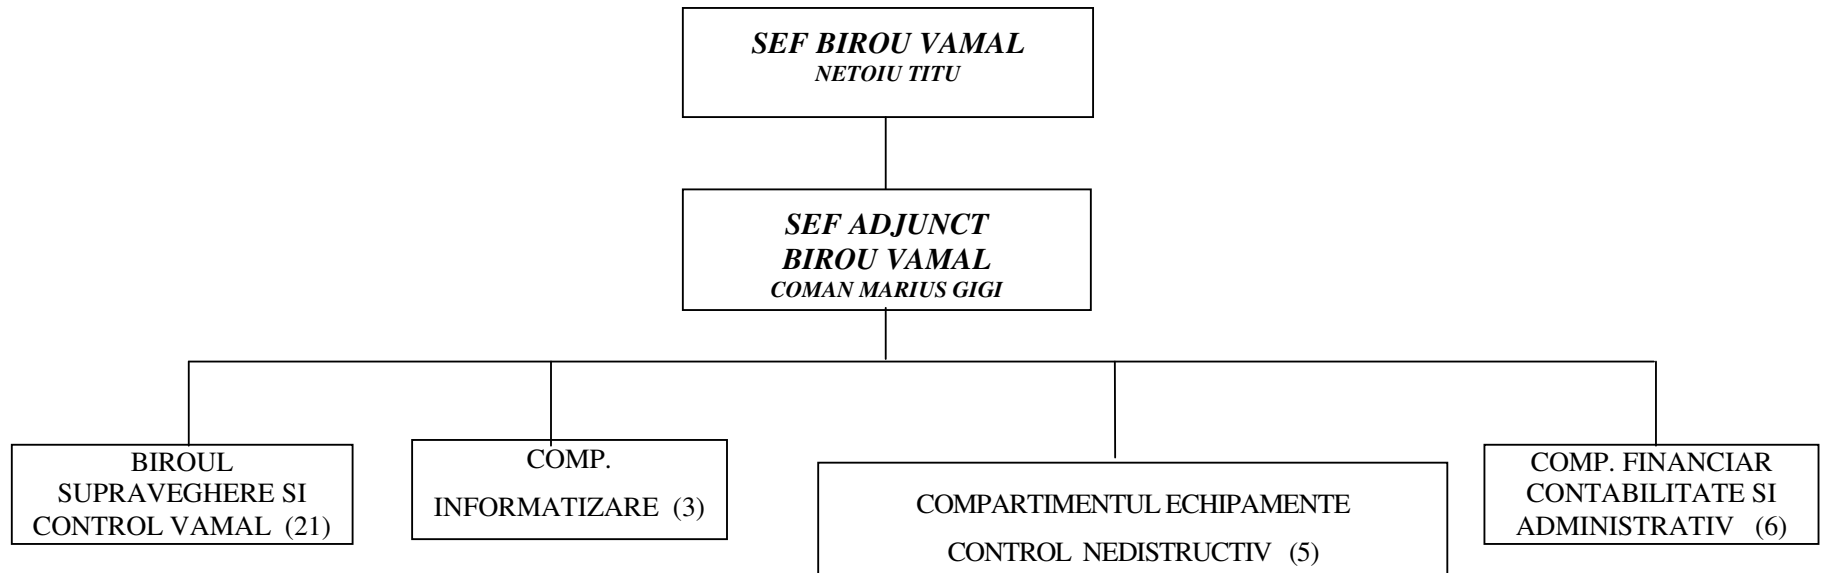 SEF BIROU VAMAL
NETOIU TITU
SEF ADJUNCT
BIROU VAMAL
COMAN MARIUS GIGI
BIROUL
SUPRAVEGHERE SI
CONTROL VAMAL (21)
COMP.
INFORMATIZARE (3)
COMPARTIMENTUL ECHIPAMENTE
CONTROL NEDISTRUCTIV (5)
COMP. FINANCIAR
CONTABILITATE SI
ADMINISTRATIV (6)